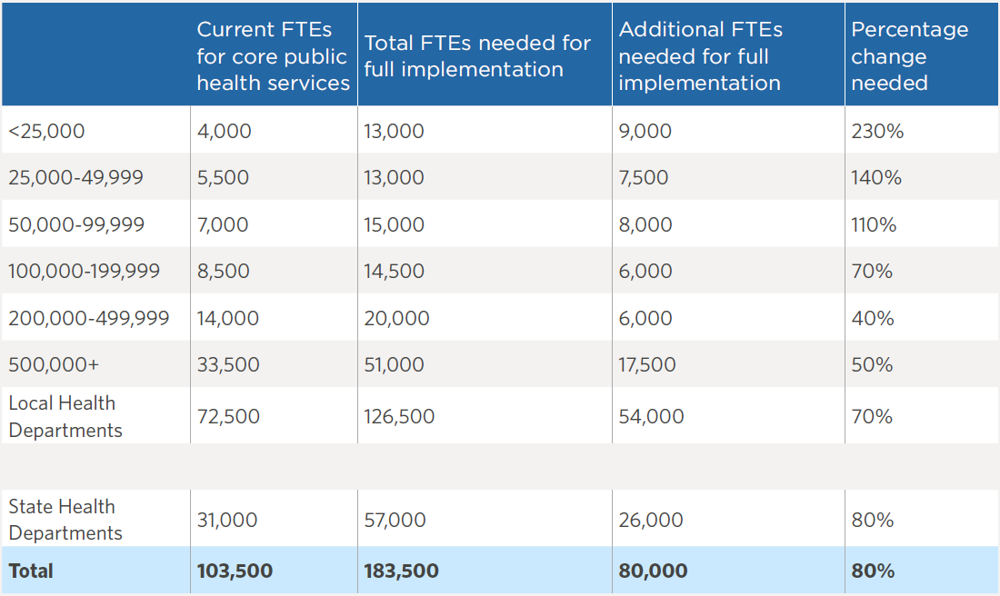 Current FTEs for core public health services | Total FTEs needed for full implementation | Additional FTEs needed for full implementation | Percentage change needed
<25,000 | 4,000 | 13,000 | 9,000 | 230%
25,000-49,999 | 5,500 | 13,000 | 7,500 | 140%
50,000-99,999 | 7,000 | 15,000 | 8,000 | 110%
100,000-199,999 | 8,500 | 14,500 | 6,000 | 70%
200,000-499,999 | 14,000 | 20,000 | 6,000 | 40%
500,000+ | 33,500 | 51,000 | 17,500 | 50%
Local Health Departments | 72,500 | 126,500 | 54,000 | 70%
State Health Departments | 31,000 | 57,000 | 26,000 | 80%
Total | 103,500 | 183,500 | 80,000 | 80%